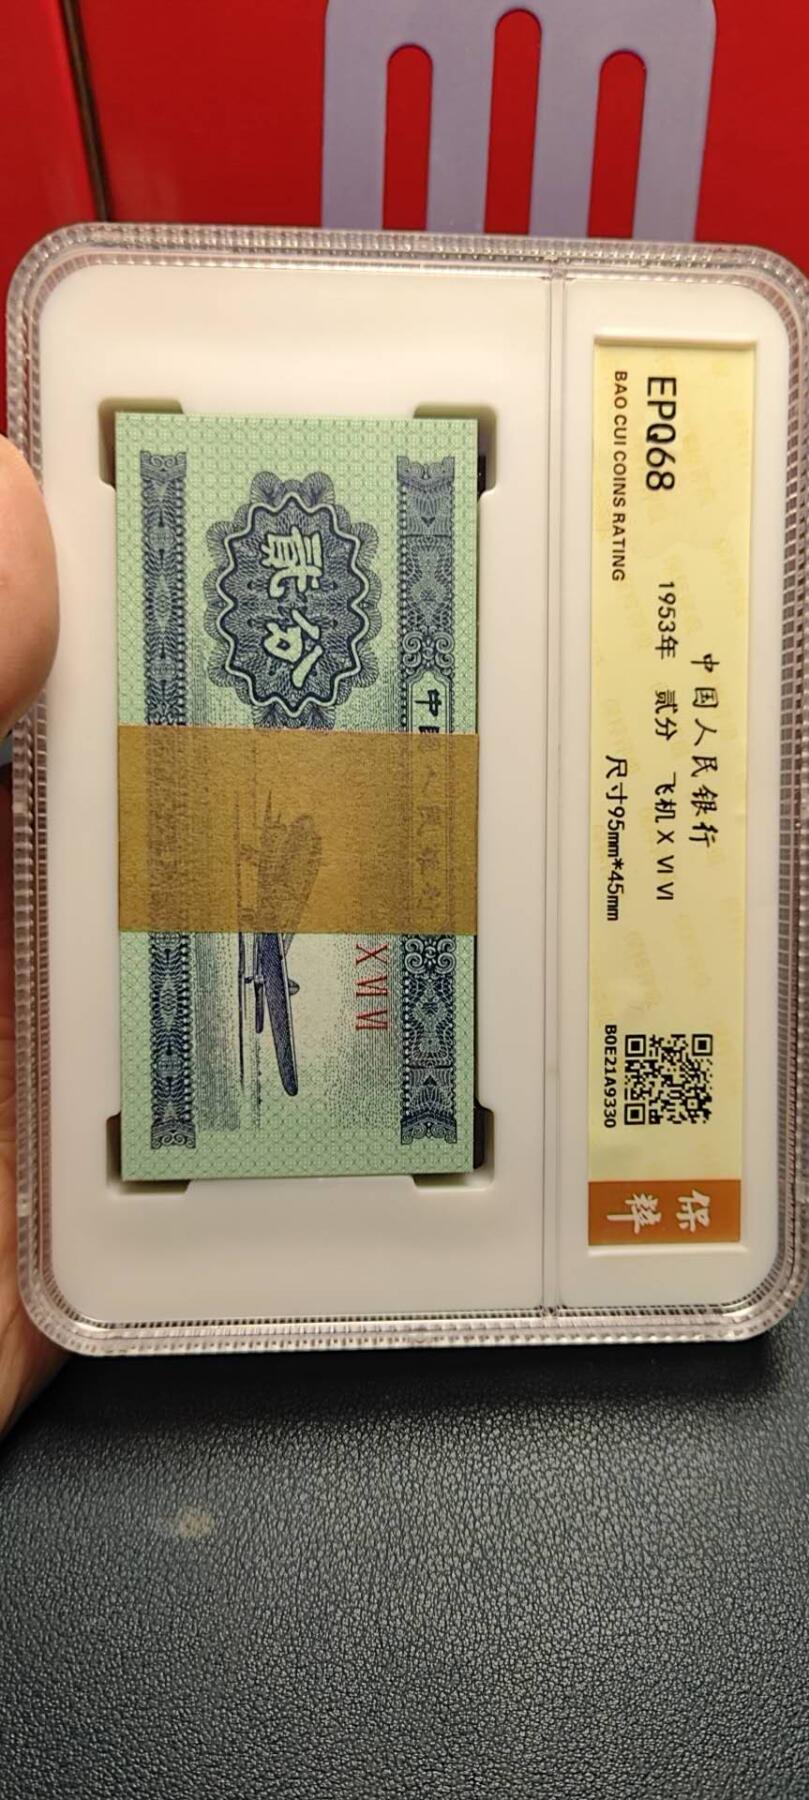 EPQ68
BAO CUI COINS RATING
中国人民银行
1953年 贰分 飞机 X VI VI
尺寸95mm*45mm
B0E21A9330
保粹
中国人民银行
貳分
X VI VI